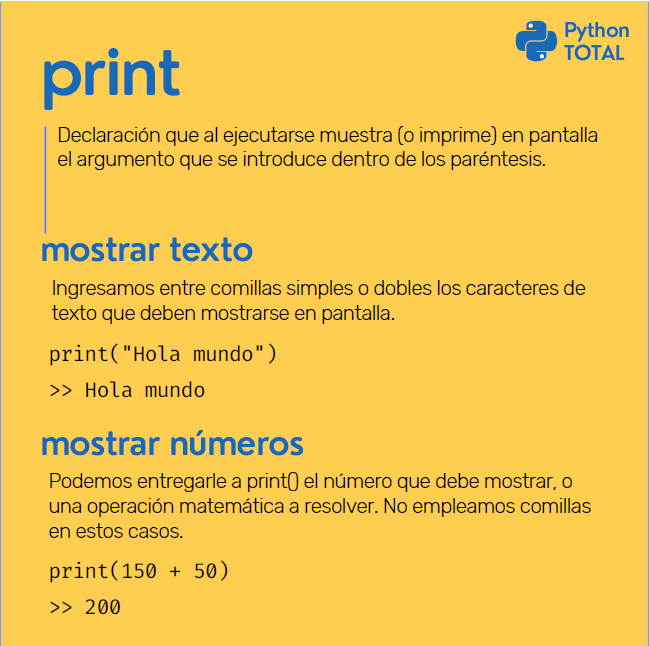 Python
TOTAL
print
Declaración que al ejecutarse muestra (o imprime) en pantalla
el argumento que se introduce dentro de los paréntesis.
mostrar texto
Ingresamos entre comillas simples o dobles los caracteres de
texto que deben mostrarse en pantalla.
print("Hola mundo")
>> Hola mundo
mostrar números
Podemos entregarle a print() el número que debe mostrar, o
una operación matemática a resolver. No empleamos comillas
en estos casos.
print(150 + 50)
>> 200